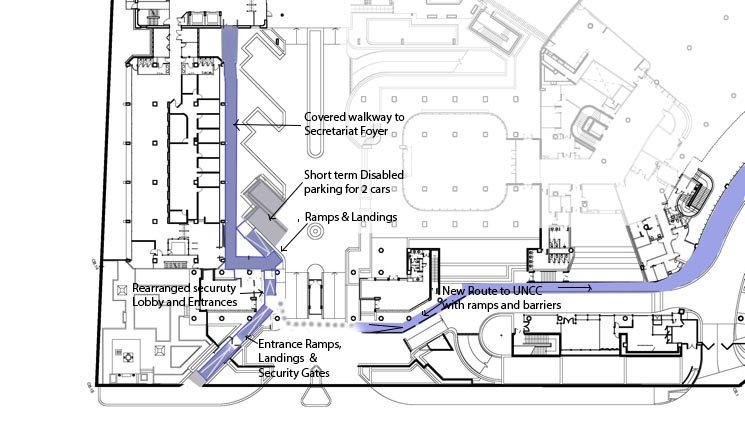 Covered walkway to
Secretariat Foyer
Short term Disabled
parking for 2 cars
Ramps & Landings
Rearranged securuty
Lobby and Entrances
New Route to UNCC
with ramps and barriers
Entrance Ramps,
Landings &
Security Gates